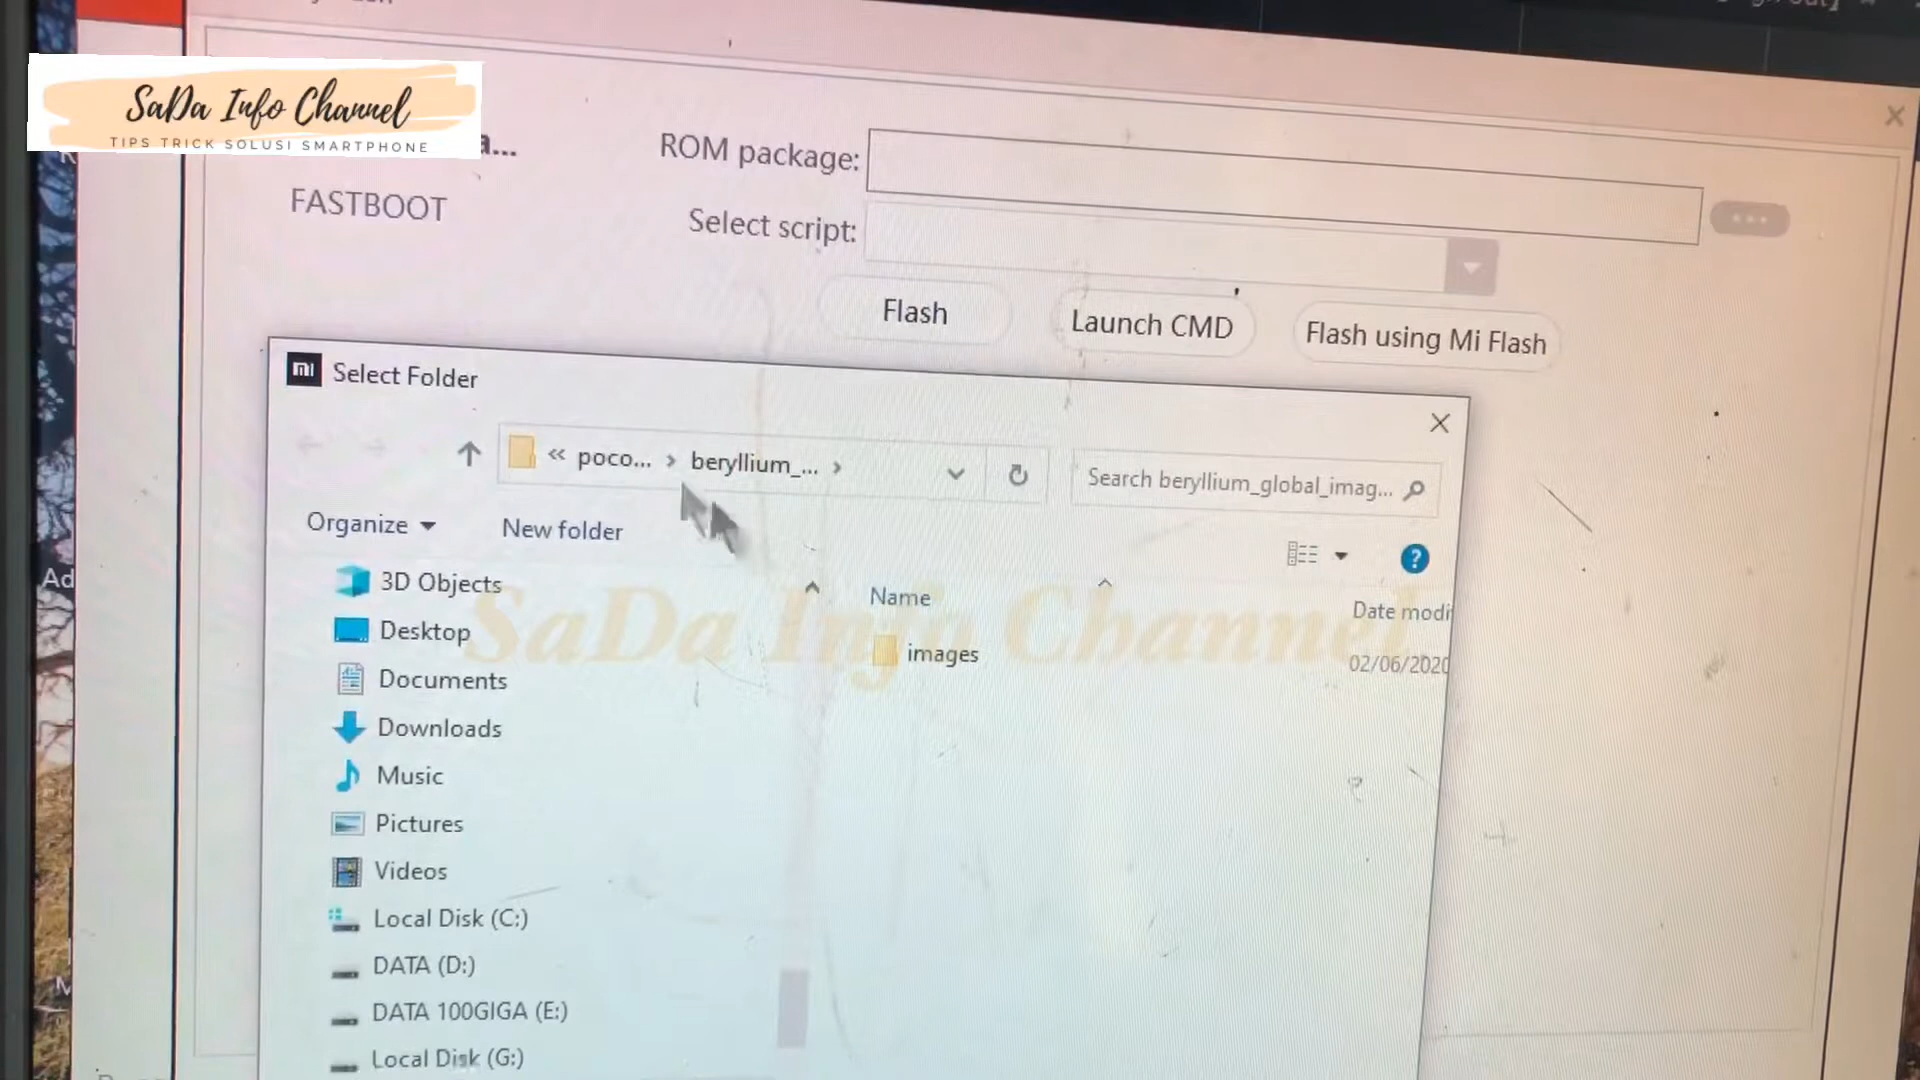 SaDa Info Channel
TIPS TRICK SOLUSI SMARTPHONE
a...
FASTBOOT
ROM package:
Select script:
Flash
Launch CMD
Flash using Mi Flash
mi Select Folder
« poco... > beryllium_... >
Search beryllium_global_imag...
Organize
New folder
?
3D Objects
Desktop
Documents
Downloads
Music
Pictures
Videos
Local Disk (C:)
DATA (D:)
DATA 100GIGA (E:)
Local Disk (G:)
Name
Date modi
images
02/06/2020
SaDa Info Channel
Ad